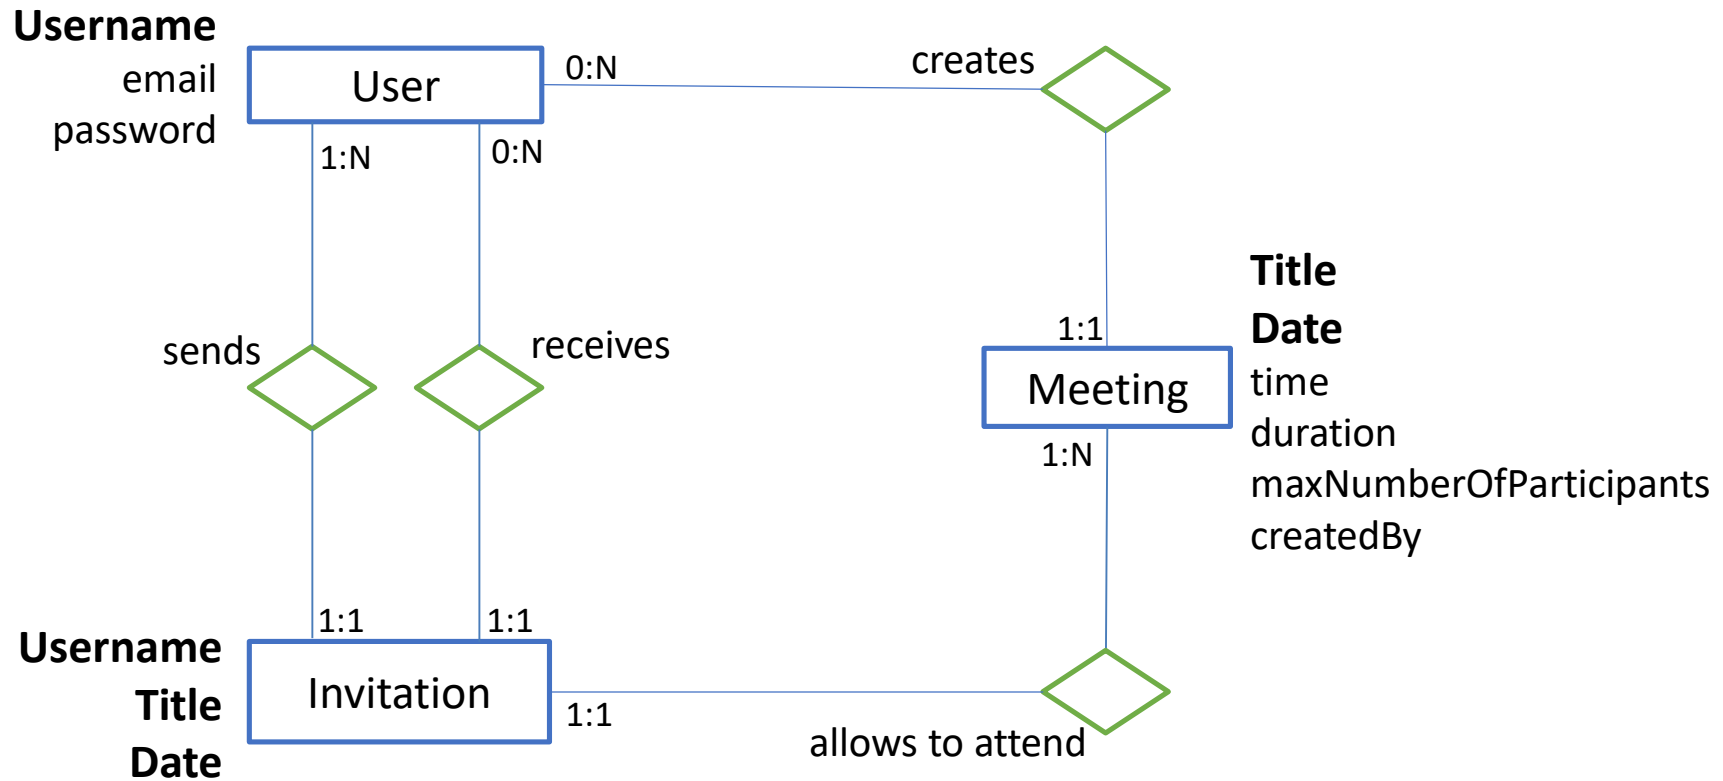 Username
email
password
User
0:N
creates
1:N
0:N
sends
receives
1:1
Meeting
1:N
Title
Date
time
duration
maxNumberOfParticipants
createdBy
1:1
1:1
Username
Title
Date
Invitation
1:1
allows to attend